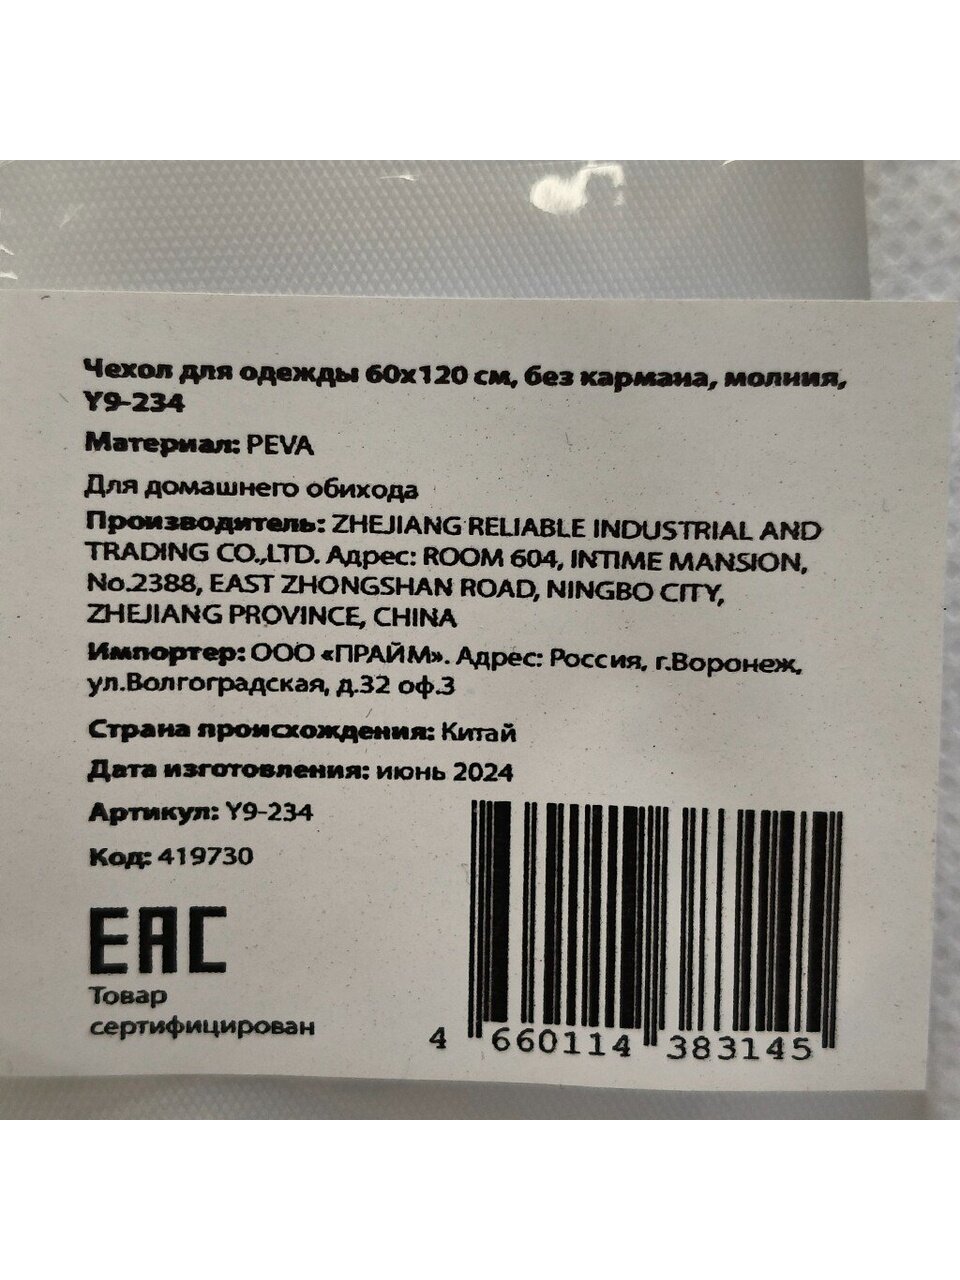 Чехол для одежды 60х120 см, без кармана, молния,
Y9-234
Материал: PEVA
Для домашнего обихода
Производитель: ZHEJIANG RELIABLE INDUSTRIAL AND
TRADING CO.,LTD. Адрес: ROOM 604, INTIME MANSION,
No.2388, EAST ZHONGSHAN ROAD, NINGBO CITY,
ZHEJIANG PROVINCE, CHINA
Импортер: ООО «ПРАЙМ». Адрес: Россия, г.Воронеж,
ул.Волгоградская, д.32 оф.3
Страна происхождения: Китай
Дата изготовления: июнь 2024
Артикул: Y9-234
Код: 419730
ЕАС
Товар
сертифицирован
4 660114 383145